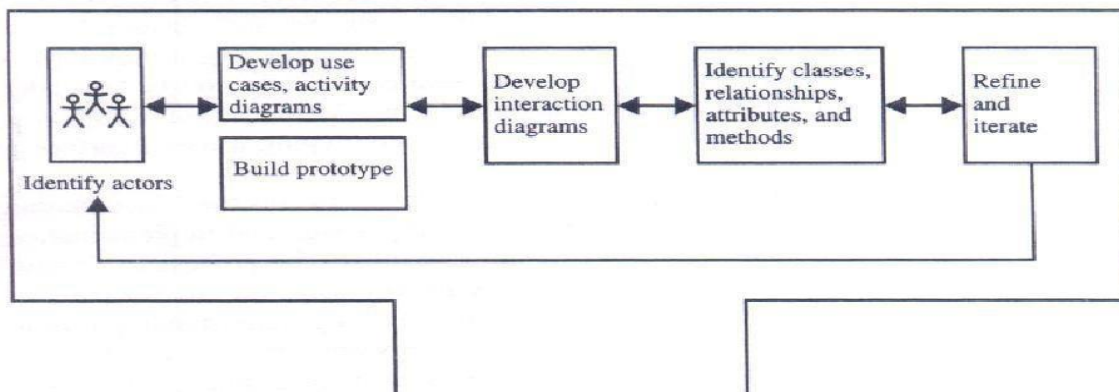 Identify actors
Develop use
cases, activity
diagrams
Build prototype
Develop
interaction
diagrams
Identify classes,
relationships,
attributes, and
methods
Refine
and
iterate